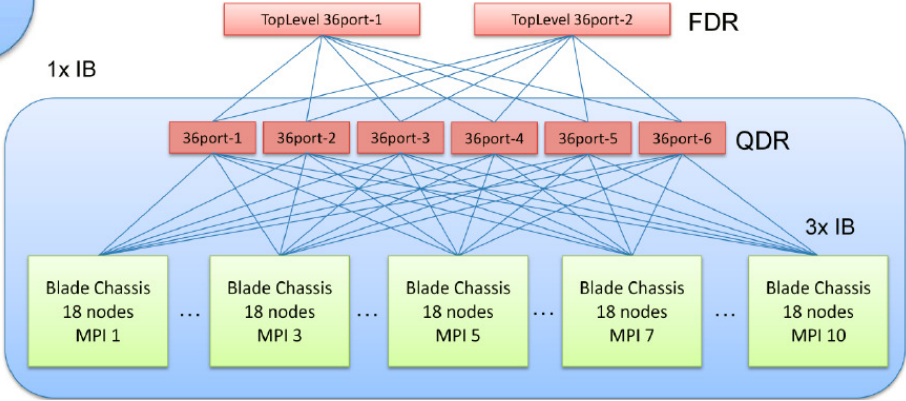 TopLevel 36port-1
TopLevel 36port-2
FDR
1x IB
36port-1
36port-2
36port-3
36port-4
36port-5
36port-6
QDR
3x IB
Blade Chassis
18 nodes
MPI 1
...
Blade Chassis
18 nodes
MPI 3
...
Blade Chassis
18 nodes
MPI 5
...
Blade Chassis
18 nodes
MPI 7
...
Blade Chassis
18 nodes
MPI 10